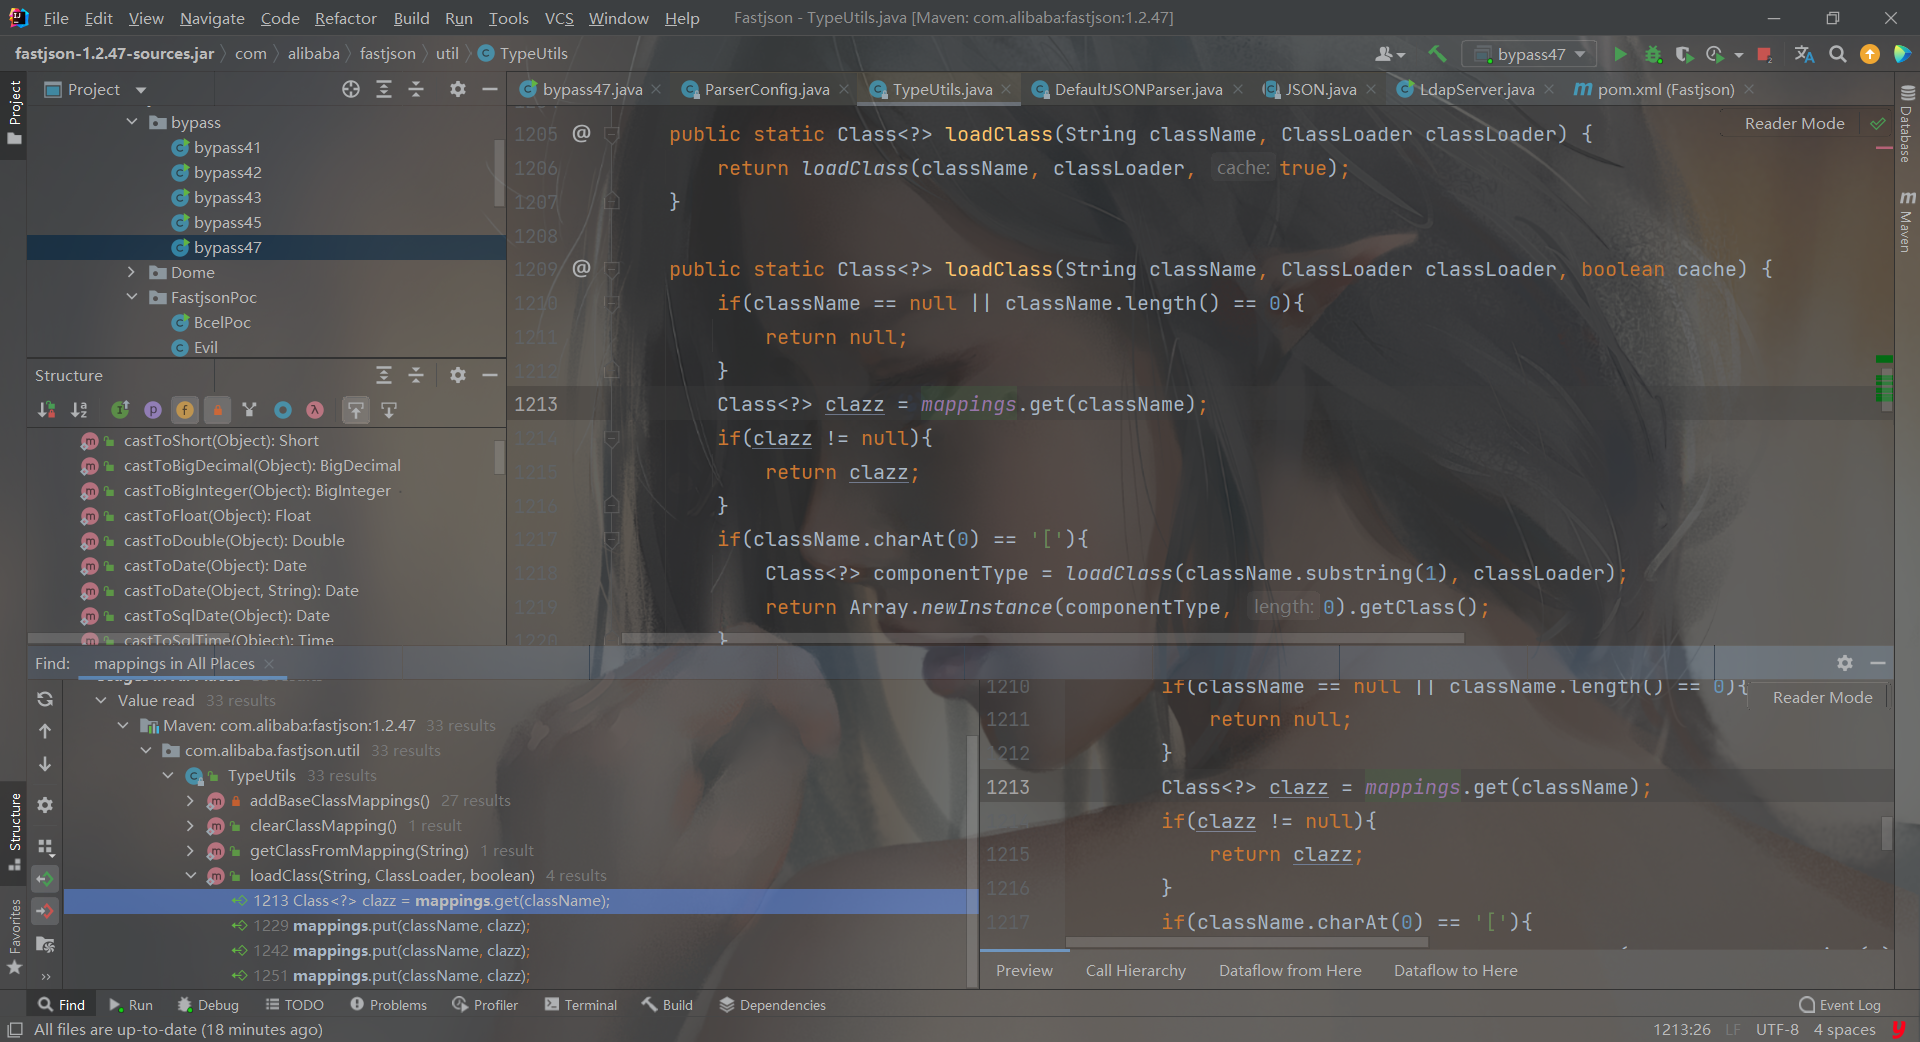 File Edit View Navigate Code Refactor Build Run Tools VCS Window Help Fastjson - TypeUtils.java [Maven: com.alibaba:fastjson:1.2.47]
fastjson-1.2.47-sources.jar com alibaba fastjson util TypeUtils bypass47
Project
bypass47.java ParserConfig.java TypeUtils.java DefaultJSONParser.java JSON.java LdapServer.java pom.xml (Fastjson)
bypass
bypass41
bypass42
bypass43
bypass45
bypass47
Dome
FastjsonPoc
BcelPoc
Evil
Structure
castToShort(Object): Short
castToBigDecimal(Object): BigDecimal
castToBigInteger(Object): BigInteger
castToFloat(Object): Float
castToDouble(Object): Double
castToDate(Object): Date
castToDate(Object, String): Date
castToSqlDate(Object): Date
castToSqlTime(Object): Time
Reader Mode
1205 @ public static Class<?> loadClass(String className, ClassLoader classLoader) {
1206 return loadClass(className, classLoader, cache: true);
1207 }
1208
1209 @ public static Class<?> loadClass(String className, ClassLoader classLoader, boolean cache) {
1210 if(className == null || className.length() == 0){
1211 return null;
1212 }
1213 Class<?> clazz = mappings.get(className);
1214 if(clazz != null){
1215 return clazz;
1216 }
1217 if(className.charAt(0) == '['){
1218 Class<?> componentType = loadClass(className.substring(1), classLoader);
1219 return Array.newInstance(componentType, length: 0).getClass();
1220 }
Project
Structure
Favorites
Database
Maven
Find: mappings in All Places
Value read 33 results
Maven: com.alibaba:fastjson:1.2.47 33 results
com.alibaba.fastjson.util 33 results
TypeUtils 33 results
addBaseClassMappings() 27 results
clearClassMapping() 1 result
getClassFromMapping(String) 1 result
loadClass(String, ClassLoader, boolean) 4 results
1213 Class<?> clazz = mappings.get(className);
1229 mappings.put(className, clazz);
1242 mappings.put(className, clazz);
1251 mappings.put(className, clazz);
1210 if(className == null || className.length() == 0){
Reader Mode
1211 return null;
1212 }
1213 Class<?> clazz = mappings.get(className);
if(clazz != null){
1215 return clazz;
1216 }
1217 if(className.charAt(0) == '['){
Preview Call Hierarchy Dataflow from Here Dataflow to Here
Find Run Debug TODO Problems Profiler Terminal Build Dependencies Event Log
All files are up-to-date (18 minutes ago) 1213:26 LF UTF-8 4 spaces